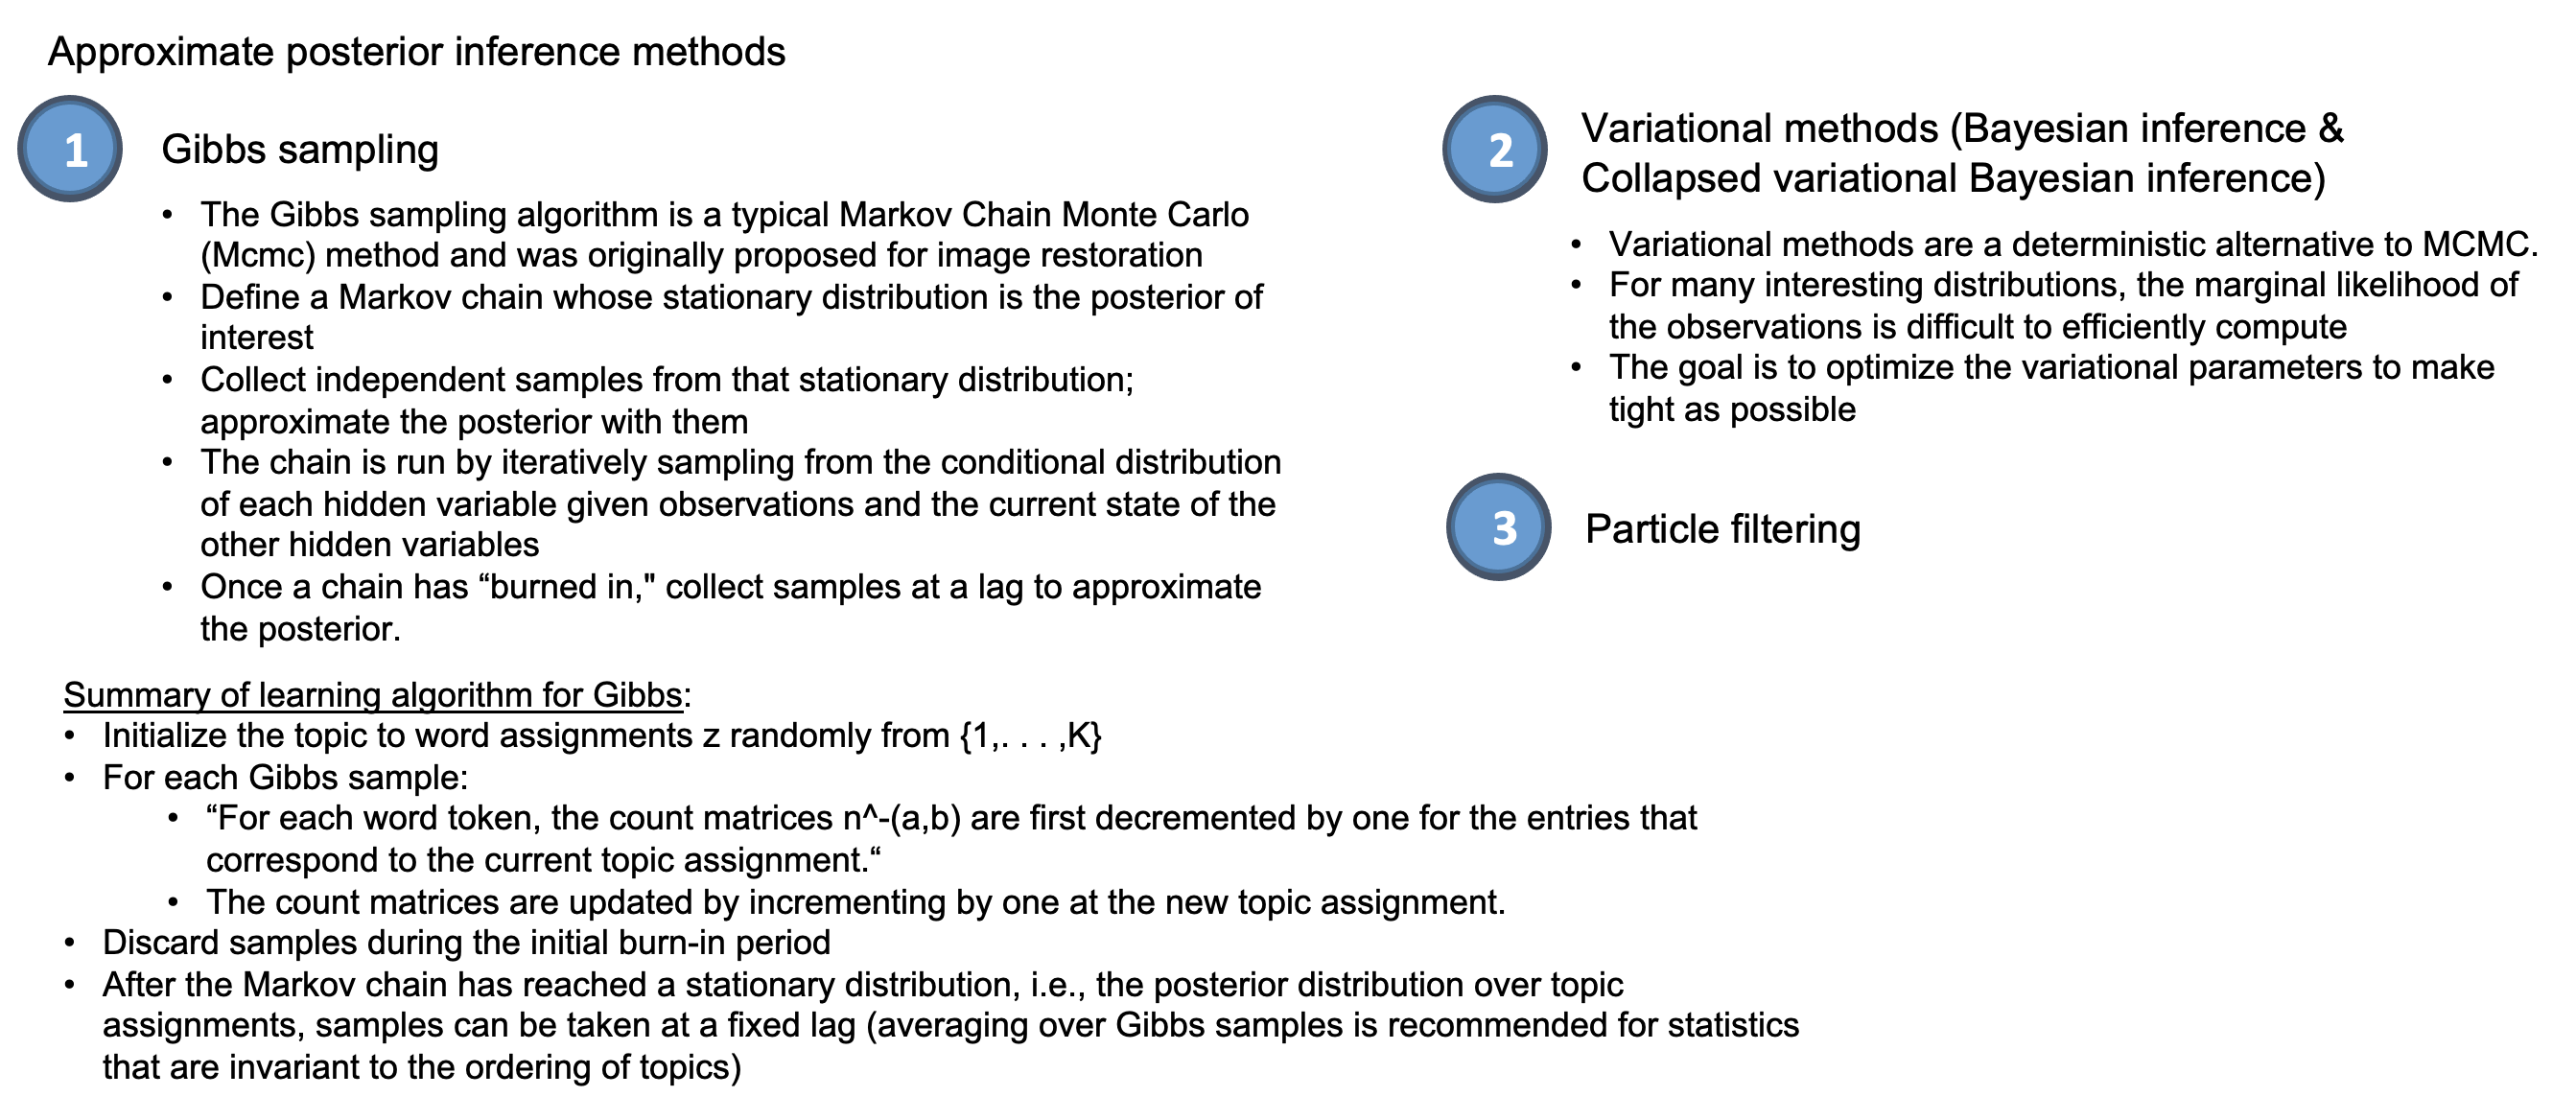 Approximate posterior inference methods
1
Gibbs sampling
• The Gibbs sampling algorithm is a typical Markov Chain Monte Carlo
(Mcmc) method and was originally proposed for image restoration
• Define a Markov chain whose stationary distribution is the posterior of
interest
• Collect independent samples from that stationary distribution;
approximate the posterior with them
• The chain is run by iteratively sampling from the conditional distribution
of each hidden variable given observations and the current state of the
other hidden variables
• Once a chain has “burned in," collect samples at a lag to approximate
the posterior.
2
Variational methods (Bayesian inference &
Collapsed variational Bayesian inference)
• Variational methods are a deterministic alternative to MCMC.
• For many interesting distributions, the marginal likelihood of
the observations is difficult to efficiently compute
• The goal is to optimize the variational parameters to make
tight as possible
3
Particle filtering
Summary of learning algorithm for Gibbs:
• Initialize the topic to word assignments z randomly from {1,. . . ,K}
• For each Gibbs sample:
• “For each word token, the count matrices n^-(a,b) are first decremented by one for the entries that
correspond to the current topic assignment.“
• The count matrices are updated by incrementing by one at the new topic assignment.
• Discard samples during the initial burn-in period
• After the Markov chain has reached a stationary distribution, i.e., the posterior distribution over topic
assignments, samples can be taken at a fixed lag (averaging over Gibbs samples is recommended for statistics
that are invariant to the ordering of topics)